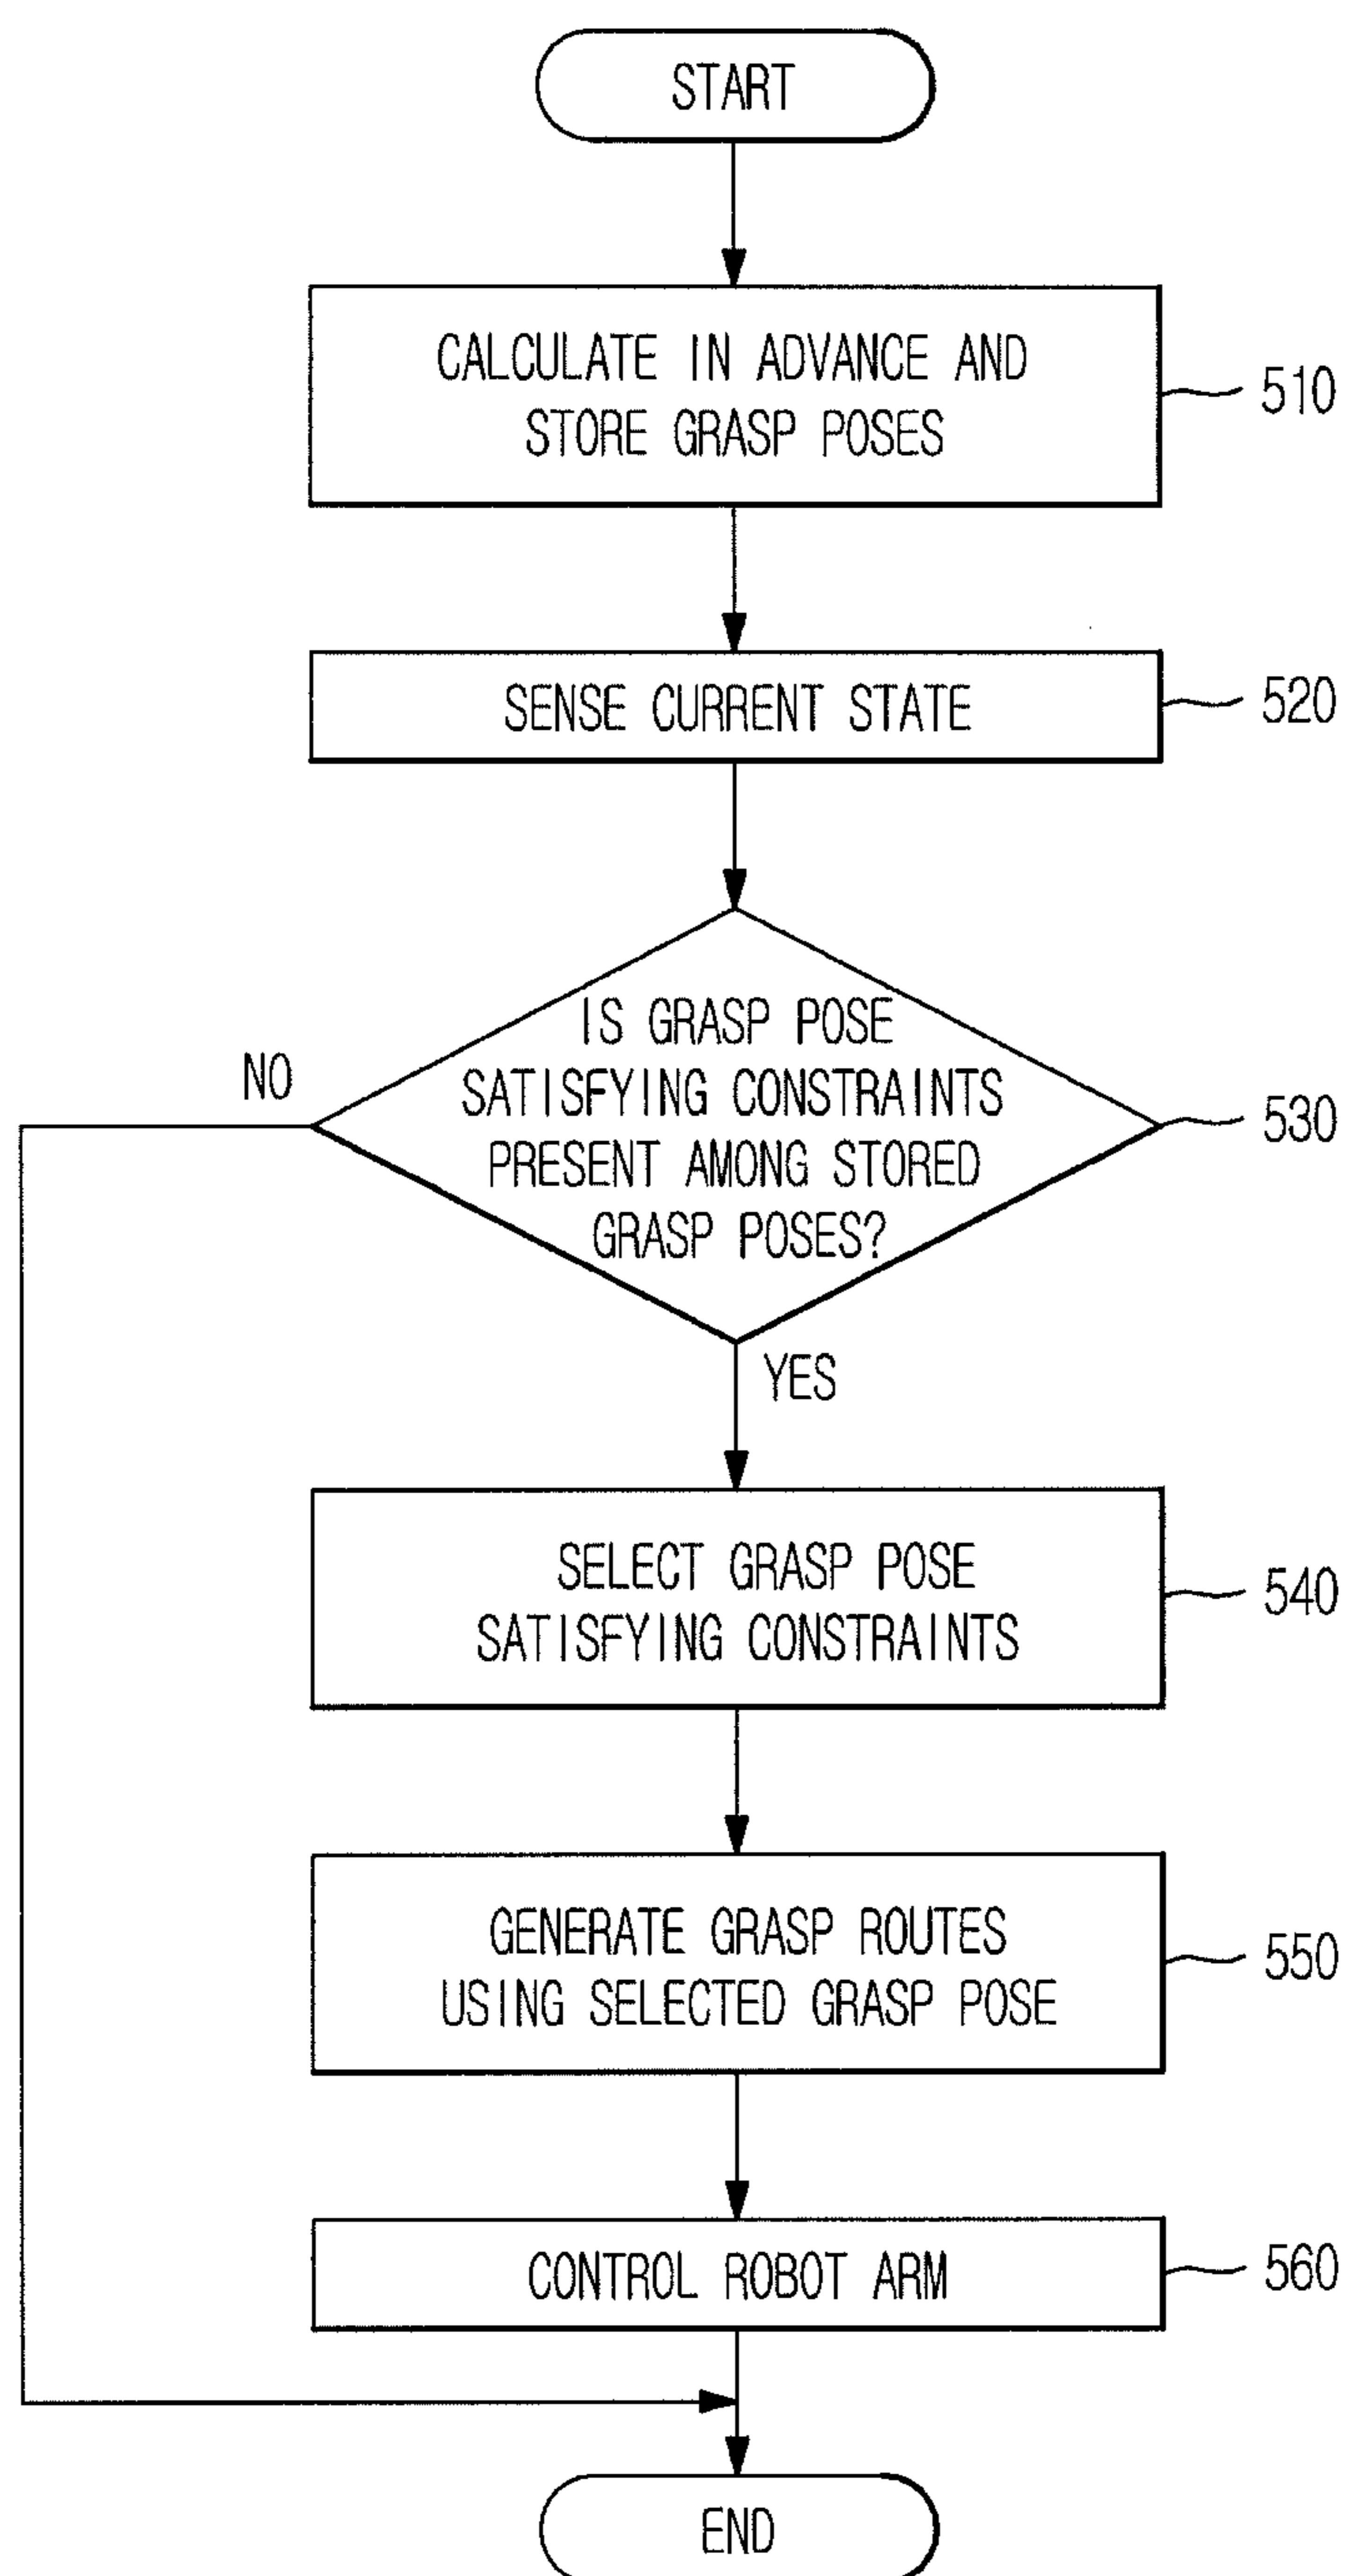 START
CALCULATE IN ADVANCE AND
STORE GRASP POSES
510
SENSE CURRENT STATE
520
IS GRASP POSE
SATISFYING CONSTRAINTS
PRESENT AMONG STORED
GRASP POSES?
530
NO
YES
SELECT GRASP POSE
SATISFYING CONSTRAINTS
540
GENERATE GRASP ROUTES
USING SELECTED GRASP POSE
550
CONTROL ROBOT ARM
560
END